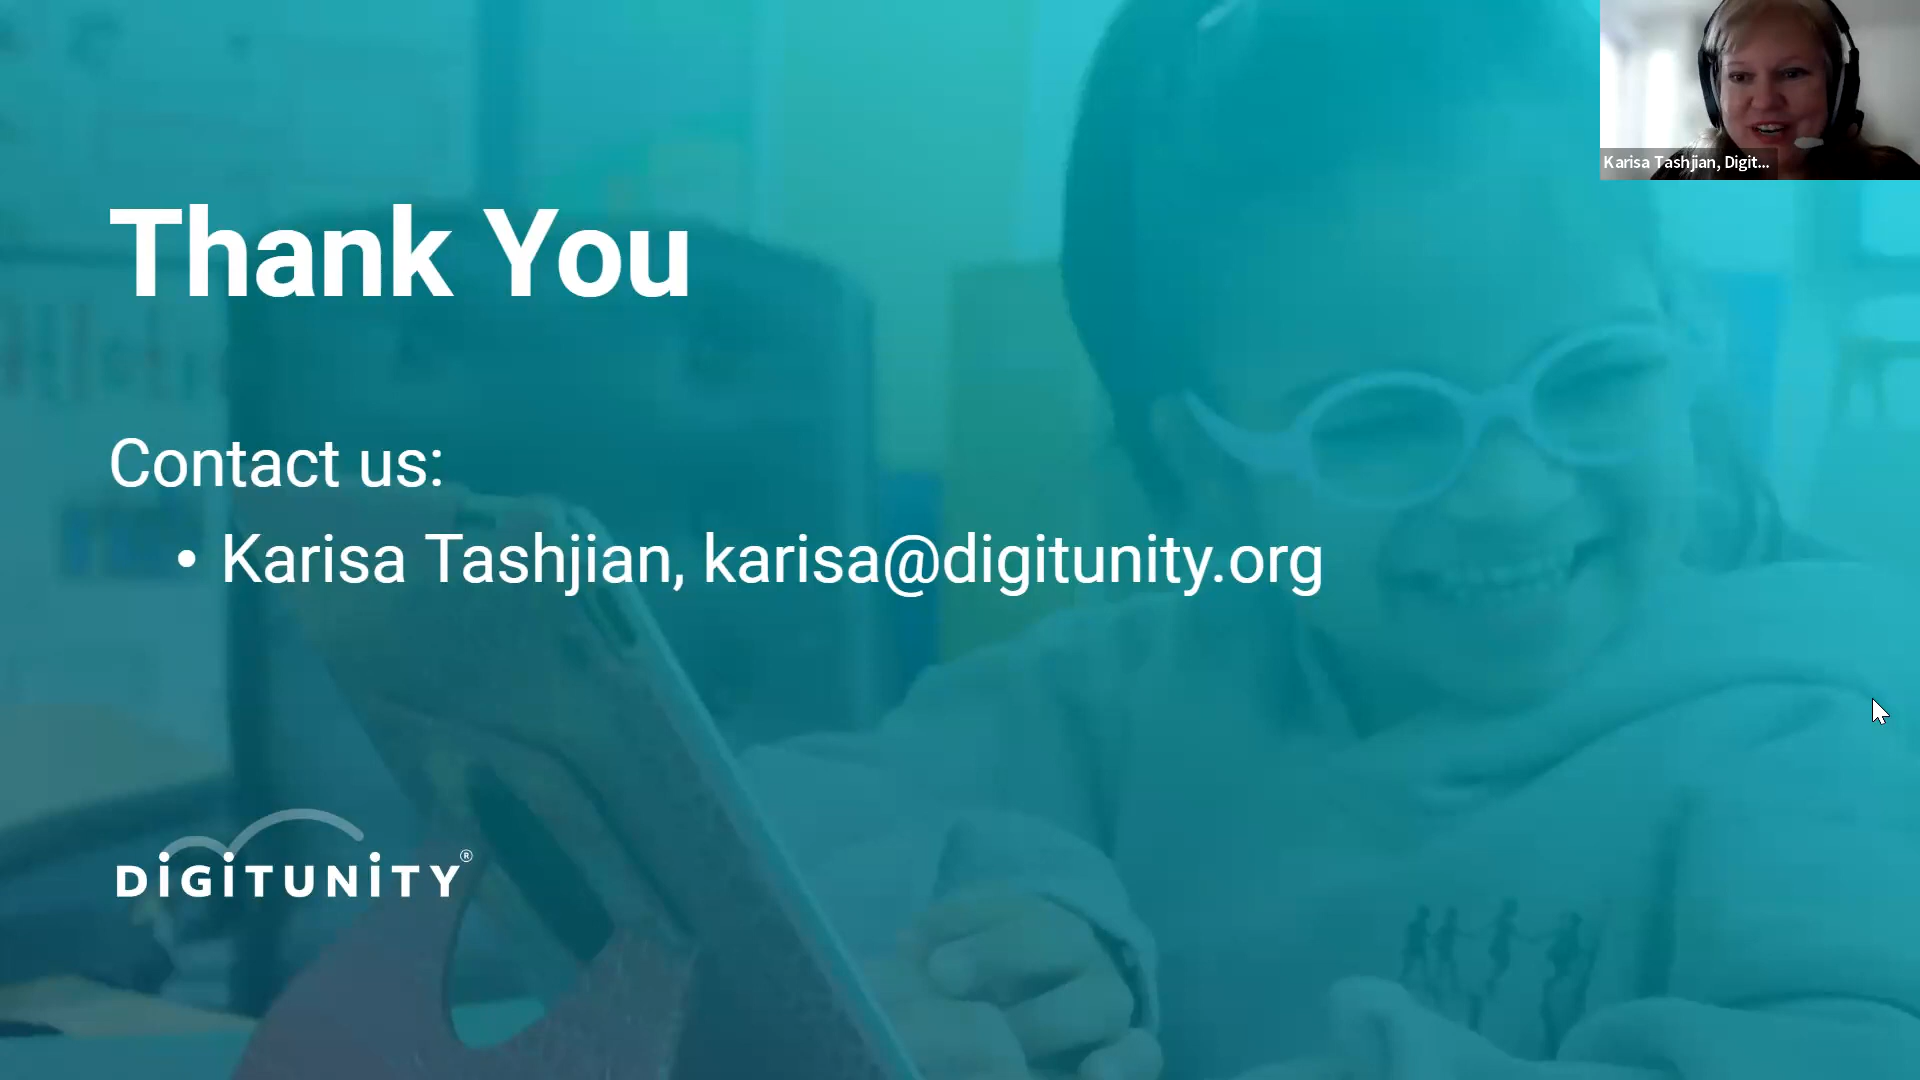 Karisa Tashjian, Digit...
Thank You
Contact us:
• Karisa Tashjian, karisa@digitunity.org
DIGITUNITY®